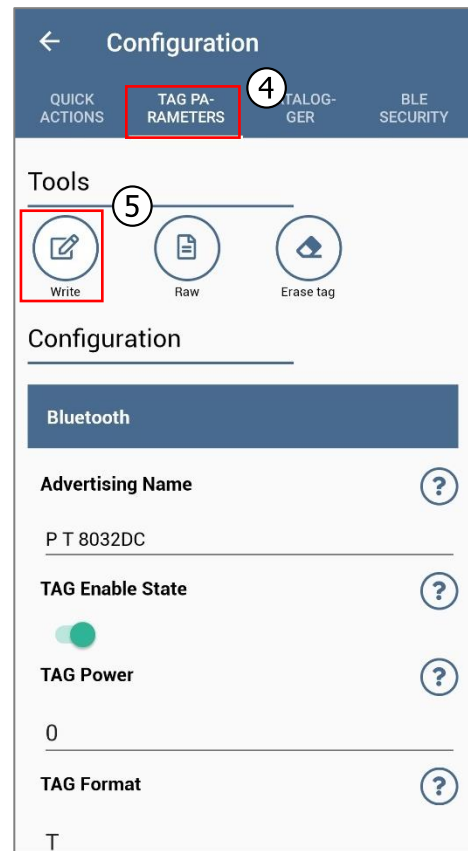 Configuration
QUICK
ACTIONS
TAG PA-
RAMETERS
4
TALOG-
GER
BLE
SECURITY
Tools
5
Write
Raw
Erase tag
Configuration
Bluetooth
Advertising Name
?
P T 8032DC
TAG Enable State
?
TAG Power
?
0
TAG Format
?
T